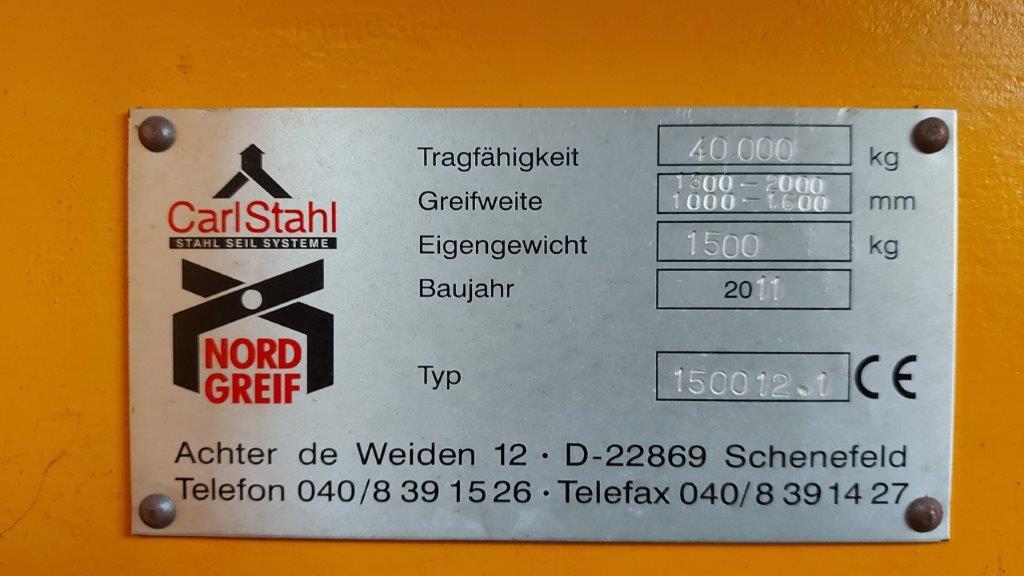 CarlStahl
STAHL SEIL SYSTEME
NORD
GREIF
Tragfähigkeit 40 000 kg
Greifweite 1300-2000
1000-1600 mm
Eigengewicht 1500 kg
Baujahr 2011
Typ 150012.1 CE
Achter de Weiden 12 · D-22869 Schenefeld
Telefon 040/8 39 15 26 · Telefax 040/8 39 14 27